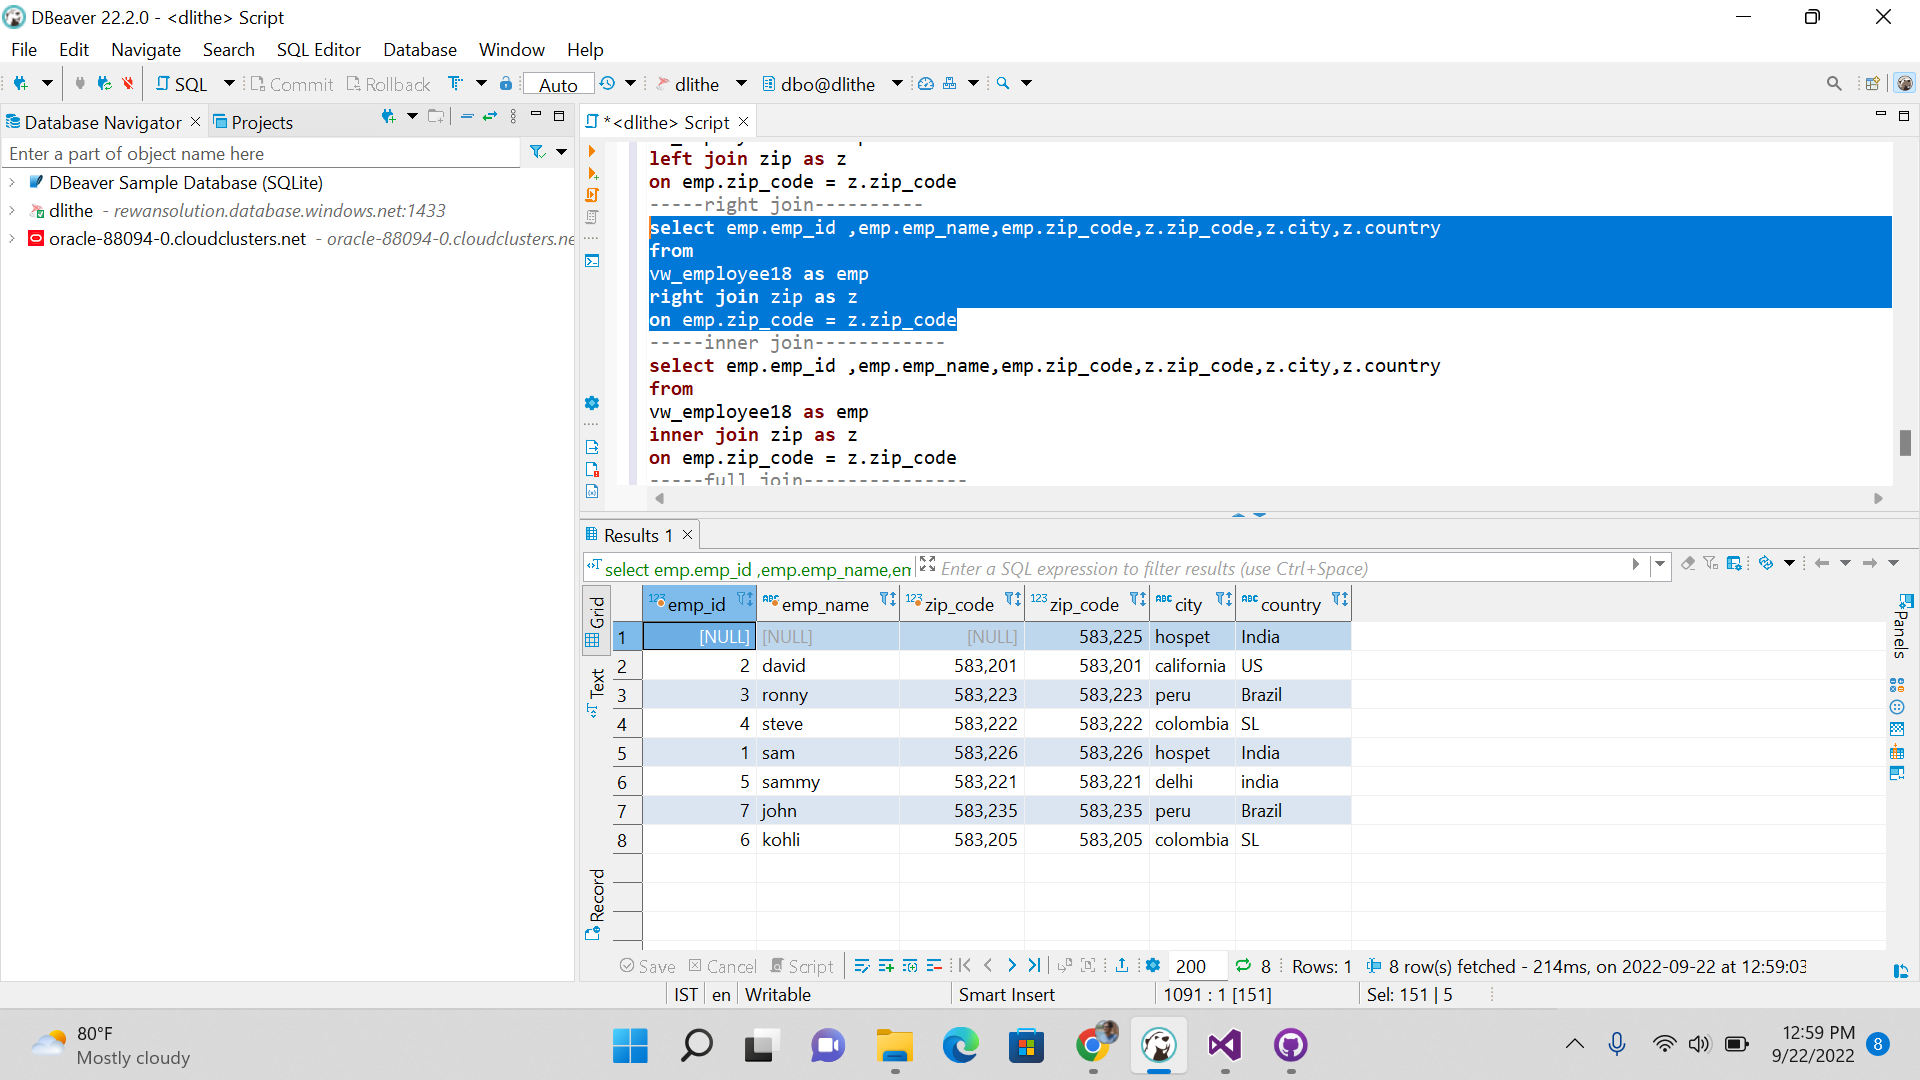 DBeaver 22.2.0 - <dlithe> Script
File Edit Navigate Search SQL Editor Database Window Help
SQL Commit Rollback Auto dlithe dbo@dlithe
Database Navigator Projects
Enter a part of object name here
DBeaver Sample Database (SQLite)
dlithe - rewansolution.database.windows.net:1433
oracle-88094-0.cloudclusters.net - oracle-88094-0.cloudclusters.ne
*<dlithe> Script
left join zip as z
on emp.zip_code = z.zip_code
-----right join----------
select emp.emp_id ,emp.emp_name,emp.zip_code,z.zip_code,z.city,z.country
from
vw_employee18 as emp
right join zip as z
on emp.zip_code = z.zip_code
-----inner join------------
select emp.emp_id ,emp.emp_name,emp.zip_code,z.zip_code,z.city,z.country
from
vw_employee18 as emp
inner join zip as z
on emp.zip_code = z.zip_code
-----full join---------------
Results 1
select emp.emp_id ,emp.emp_name,en Enter a SQL expression to filter results (use Ctrl+Space)
Grid
Text
Record
Panels
123 emp_id ABC emp_name 123 zip_code 123 zip_code ABC city ABC country
1 [NULL] [NULL] [NULL] 583,225 hospet India
2 2 david 583,201 583,201 california US
3 3 ronny 583,223 583,223 peru Brazil
4 4 steve 583,222 583,222 colombia SL
5 1 sam 583,226 583,226 hospet India
6 5 sammy 583,221 583,221 delhi india
7 7 john 583,235 583,235 peru Brazil
8 6 kohli 583,205 583,205 colombia SL
Save Cancel Script 200 8 Rows: 1 8 row(s) fetched - 214ms, on 2022-09-22 at 12:59:03
IST en Writable Smart Insert 1091 : 1 [151] Sel: 151 | 5
80°F
Mostly cloudy
12:59 PM
9/22/2022
8